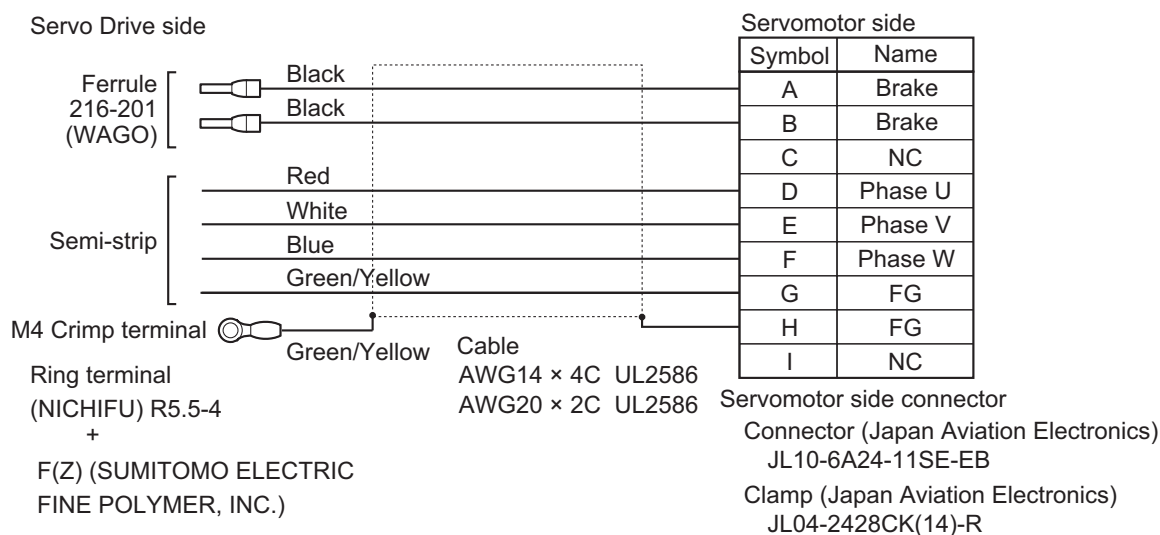 Servo Drive side
Servomotor side
Symbol Name
Ferrule
216-201
(WAGO)
Black
A Brake
Black
B Brake
C NC
Semi-strip
Red
D Phase U
White
E Phase V
Blue
F Phase W
Green/Yellow
G FG
M4 Crimp terminal
Green/Yellow
H FG
I NC
Ring terminal
(NICHIFU) R5.5-4
+
F(Z) (SUMITOMO ELECTRIC
FINE POLYMER, INC.)
Cable
AWG14 × 4C UL2586
AWG20 × 2C UL2586
Servomotor side connector
Connector (Japan Aviation Electronics)
JL10-6A24-11SE-EB
Clamp (Japan Aviation Electronics)
JL04-2428CK(14)-R